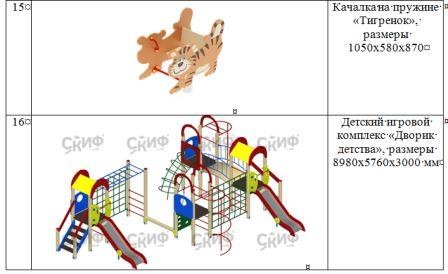 15
Качалка на пружине
«Тигренок»,
размеры
1050х580х870
16
СКИФ СКИФ СКИФ
СКИФ СКИФ СКИФ
Детский игровой
комплекс «Дворик
детства», размеры
8980х5760х3000 мм